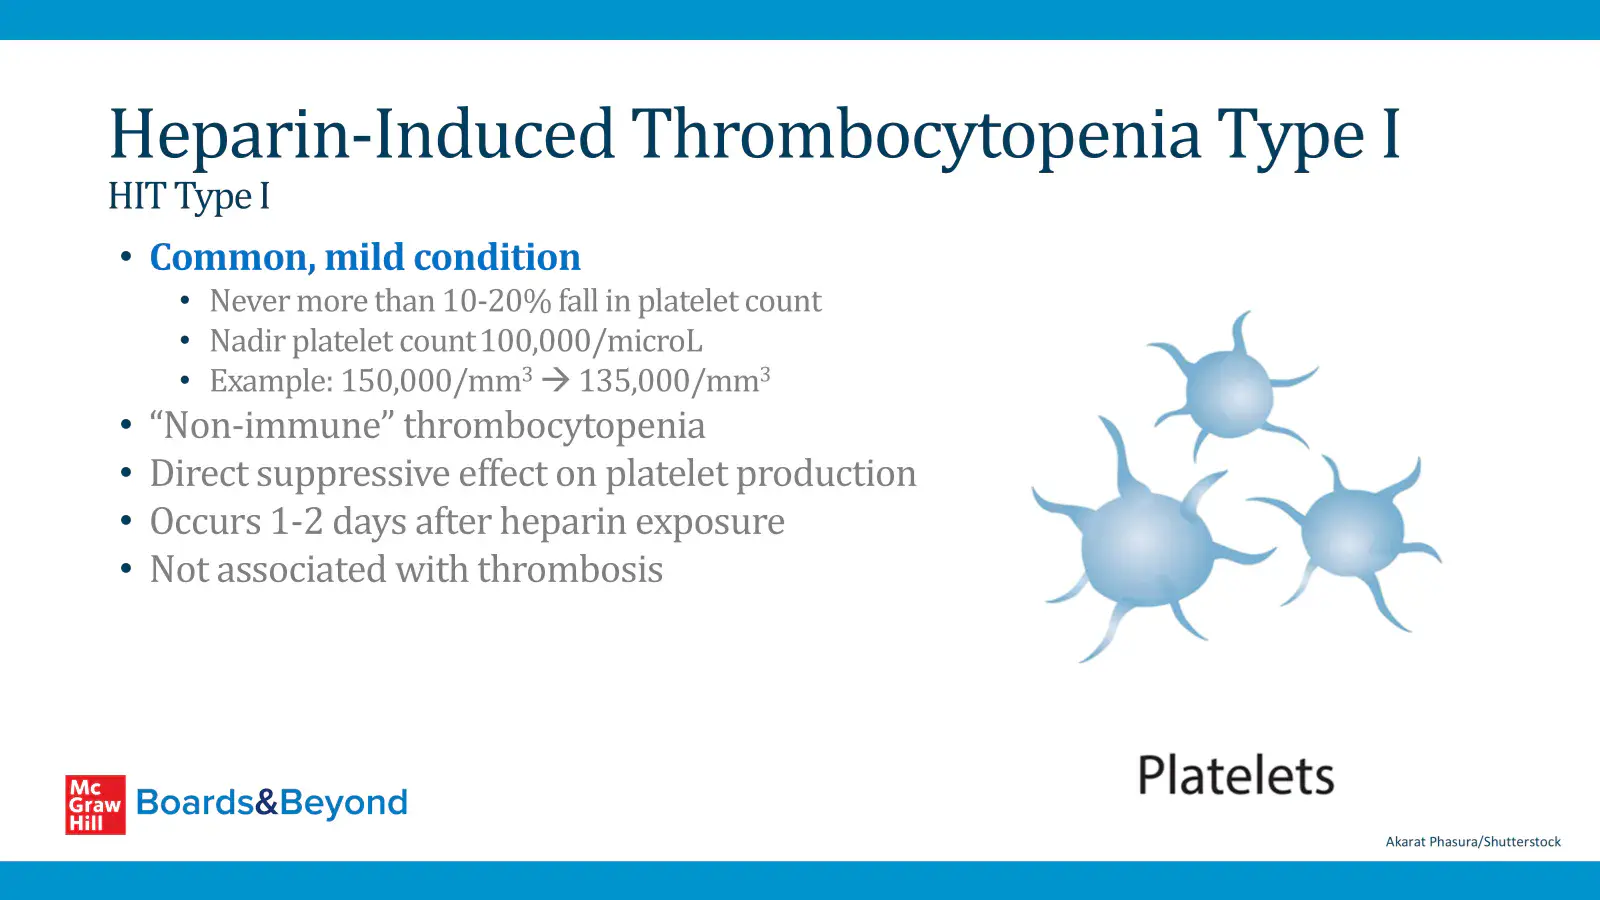 Heparin-Induced Thrombocytopenia Type I
HIT Type I
• Common, mild condition
• Never more than 10-20% fall in platelet count
• Nadir platelet count 100,000/microL
• Example: 150,000/mm³ → 135,000/mm³
• “Non-immune” thrombocytopenia
• Direct suppressive effect on platelet production
• Occurs 1-2 days after heparin exposure
• Not associated with thrombosis
Platelets
Mc
Graw
Hill
Boards&Beyond
Akarat Phasura/Shutterstock